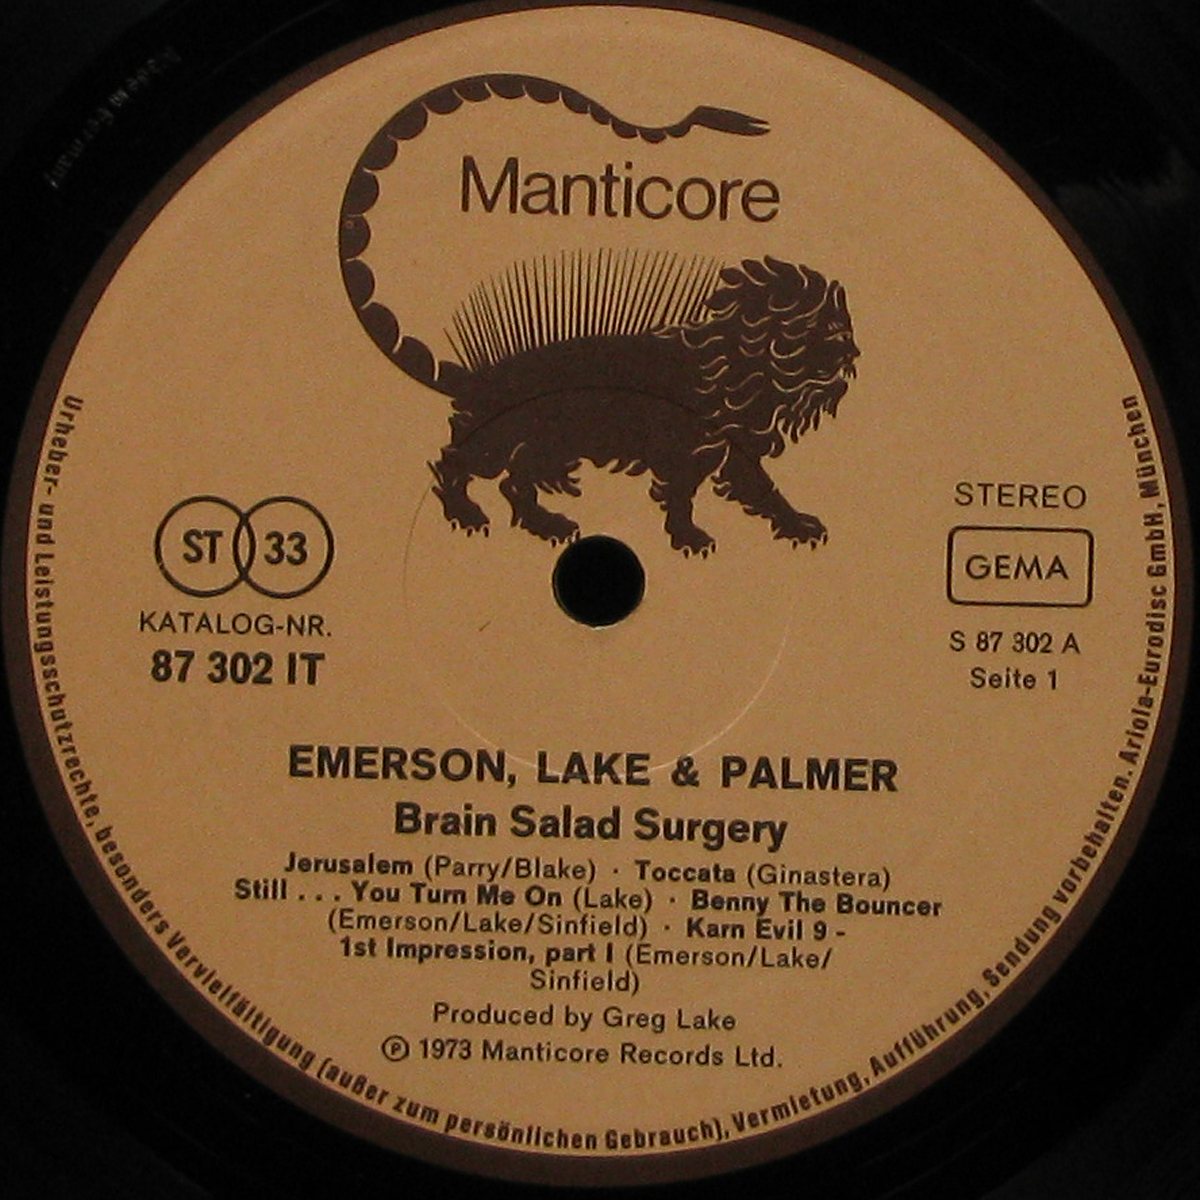 Manticore
STEREO
ST 33
GEMA
KATALOG-NR.
87 302 IT
S 87 302 A
Seite 1
EMERSON, LAKE & PALMER
Brain Salad Surgery
Jerusalem (Parry/Blake) · Toccata (Ginastera)
Still . . . You Turn Me On (Lake) · Benny The Bouncer
(Emerson/Lake/Sinfield) · Karn Evil 9 -
1st Impression, part I (Emerson/Lake/
Sinfield)
Produced by Greg Lake
Ⓟ 1973 Manticore Records Ltd.
Urheber- und Leistungsschutzrechte, besonders Vervielfältigung (außer zum persönlichen Gebrauch), Vermietung, Aufführung, Sendung vorbehalten. Ariola-Eurodisc GmbH, München